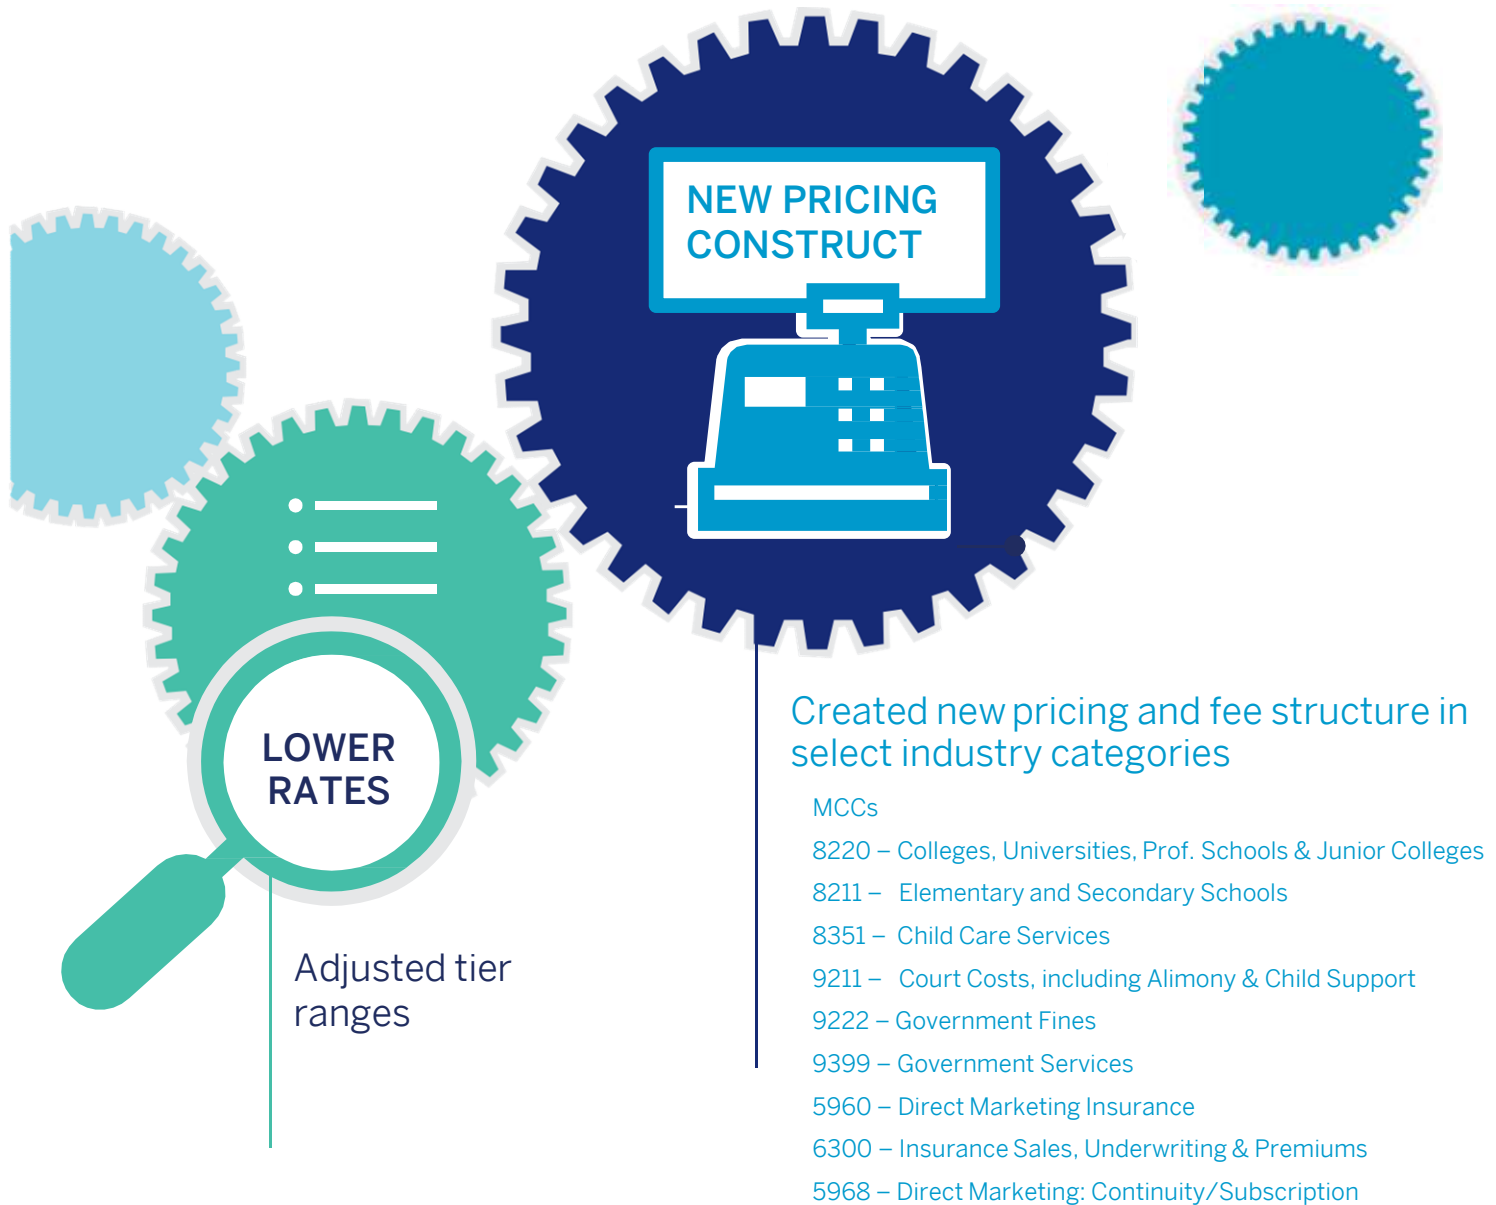 NEW PRICING
CONSTRUCT
LOWER
RATES
Adjusted tier
ranges
Created new pricing and fee structure in
select industry categories
MCCs
8220 – Colleges, Universities, Prof. Schools & Junior Colleges
8211 – Elementary and Secondary Schools
8351 – Child Care Services
9211 – Court Costs, including Alimony & Child Support
9222 – Government Fines
9399 – Government Services
5960 – Direct Marketing Insurance
6300 – Insurance Sales, Underwriting & Premiums
5968 – Direct Marketing: Continuity/Subscription